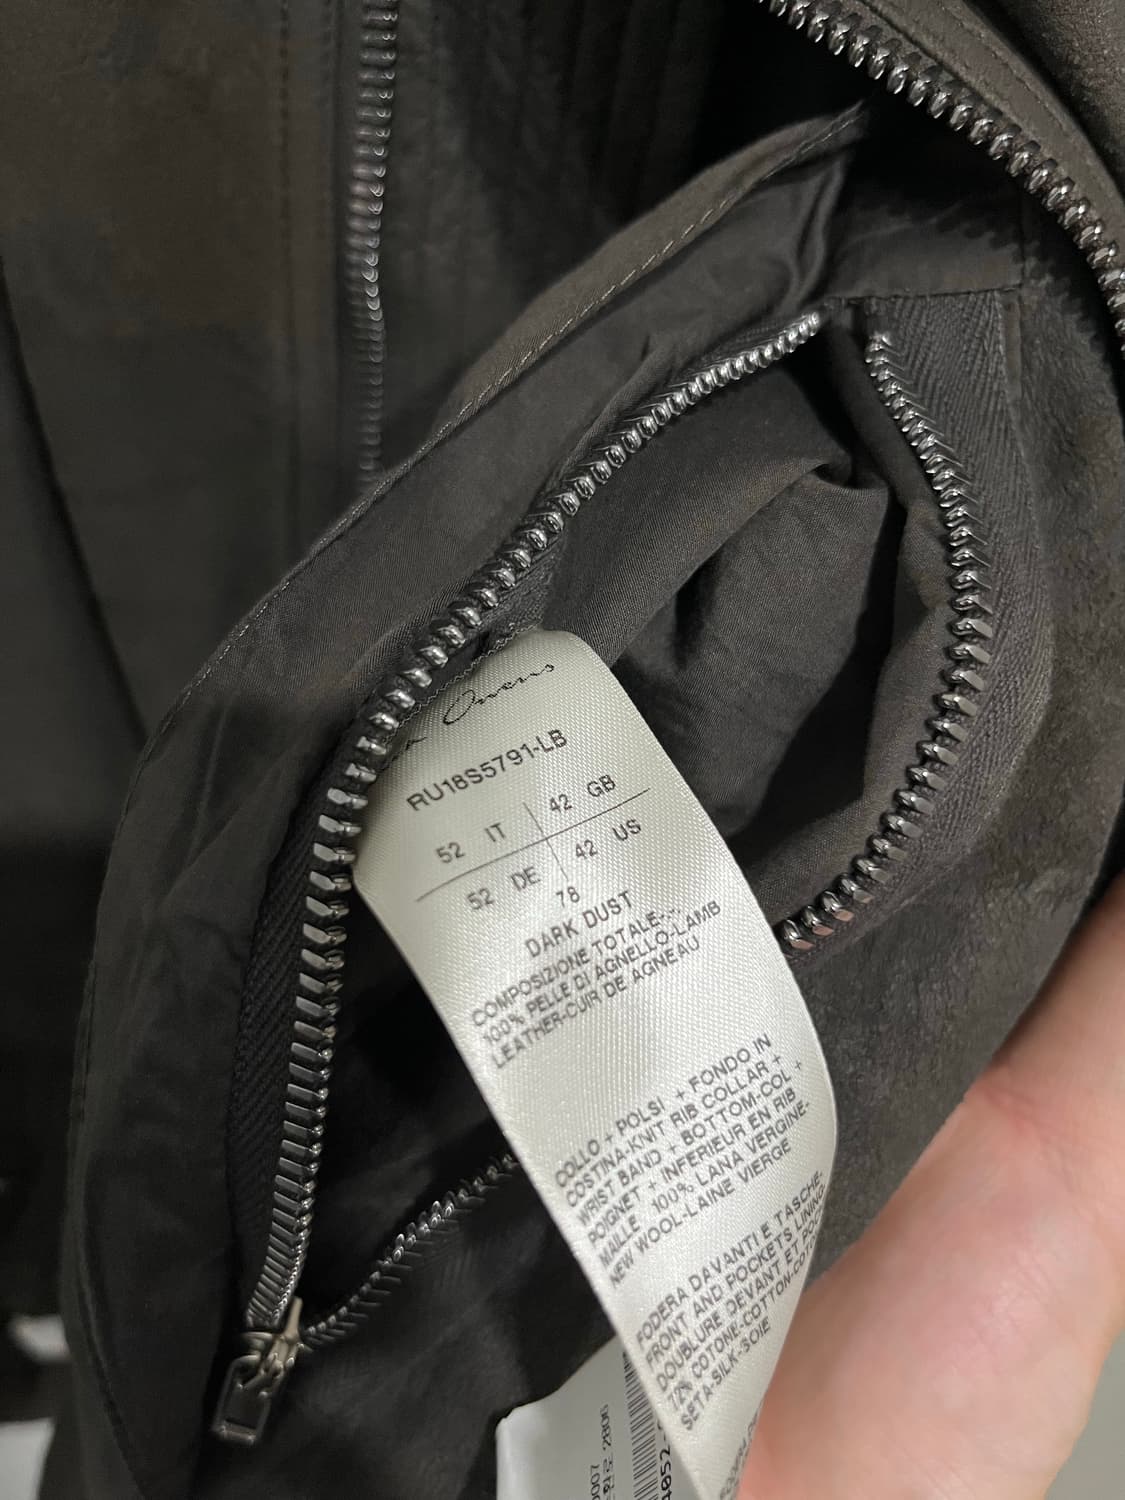 Owens
RU18S5791-LB
52 IT 42 GB
52 DE 42 US
78
DARK DUST
COMPOSIZIONE TOTALE-.-.
100% PELLE DI AGNELLO-LAMB
LEATHER-CUIR DE AGNEAU
COLLO + POLSI + FONDO IN
COSTINA-KNIT RIB COLLAR +
WRIST BAND + BOTTOM-COL +
POIGNET + INFERIEUR EN RIB
MAILLE 100% LANA VERGINE-
NEW WOOL-LAINE VIERGE
FODERA DAVANTI E TASCHE-
FRONT AND POCKETS LINING-
DOUBLURE DEVANT ET
72% COTONE-COTTON-
SETA-SILK-SOIE